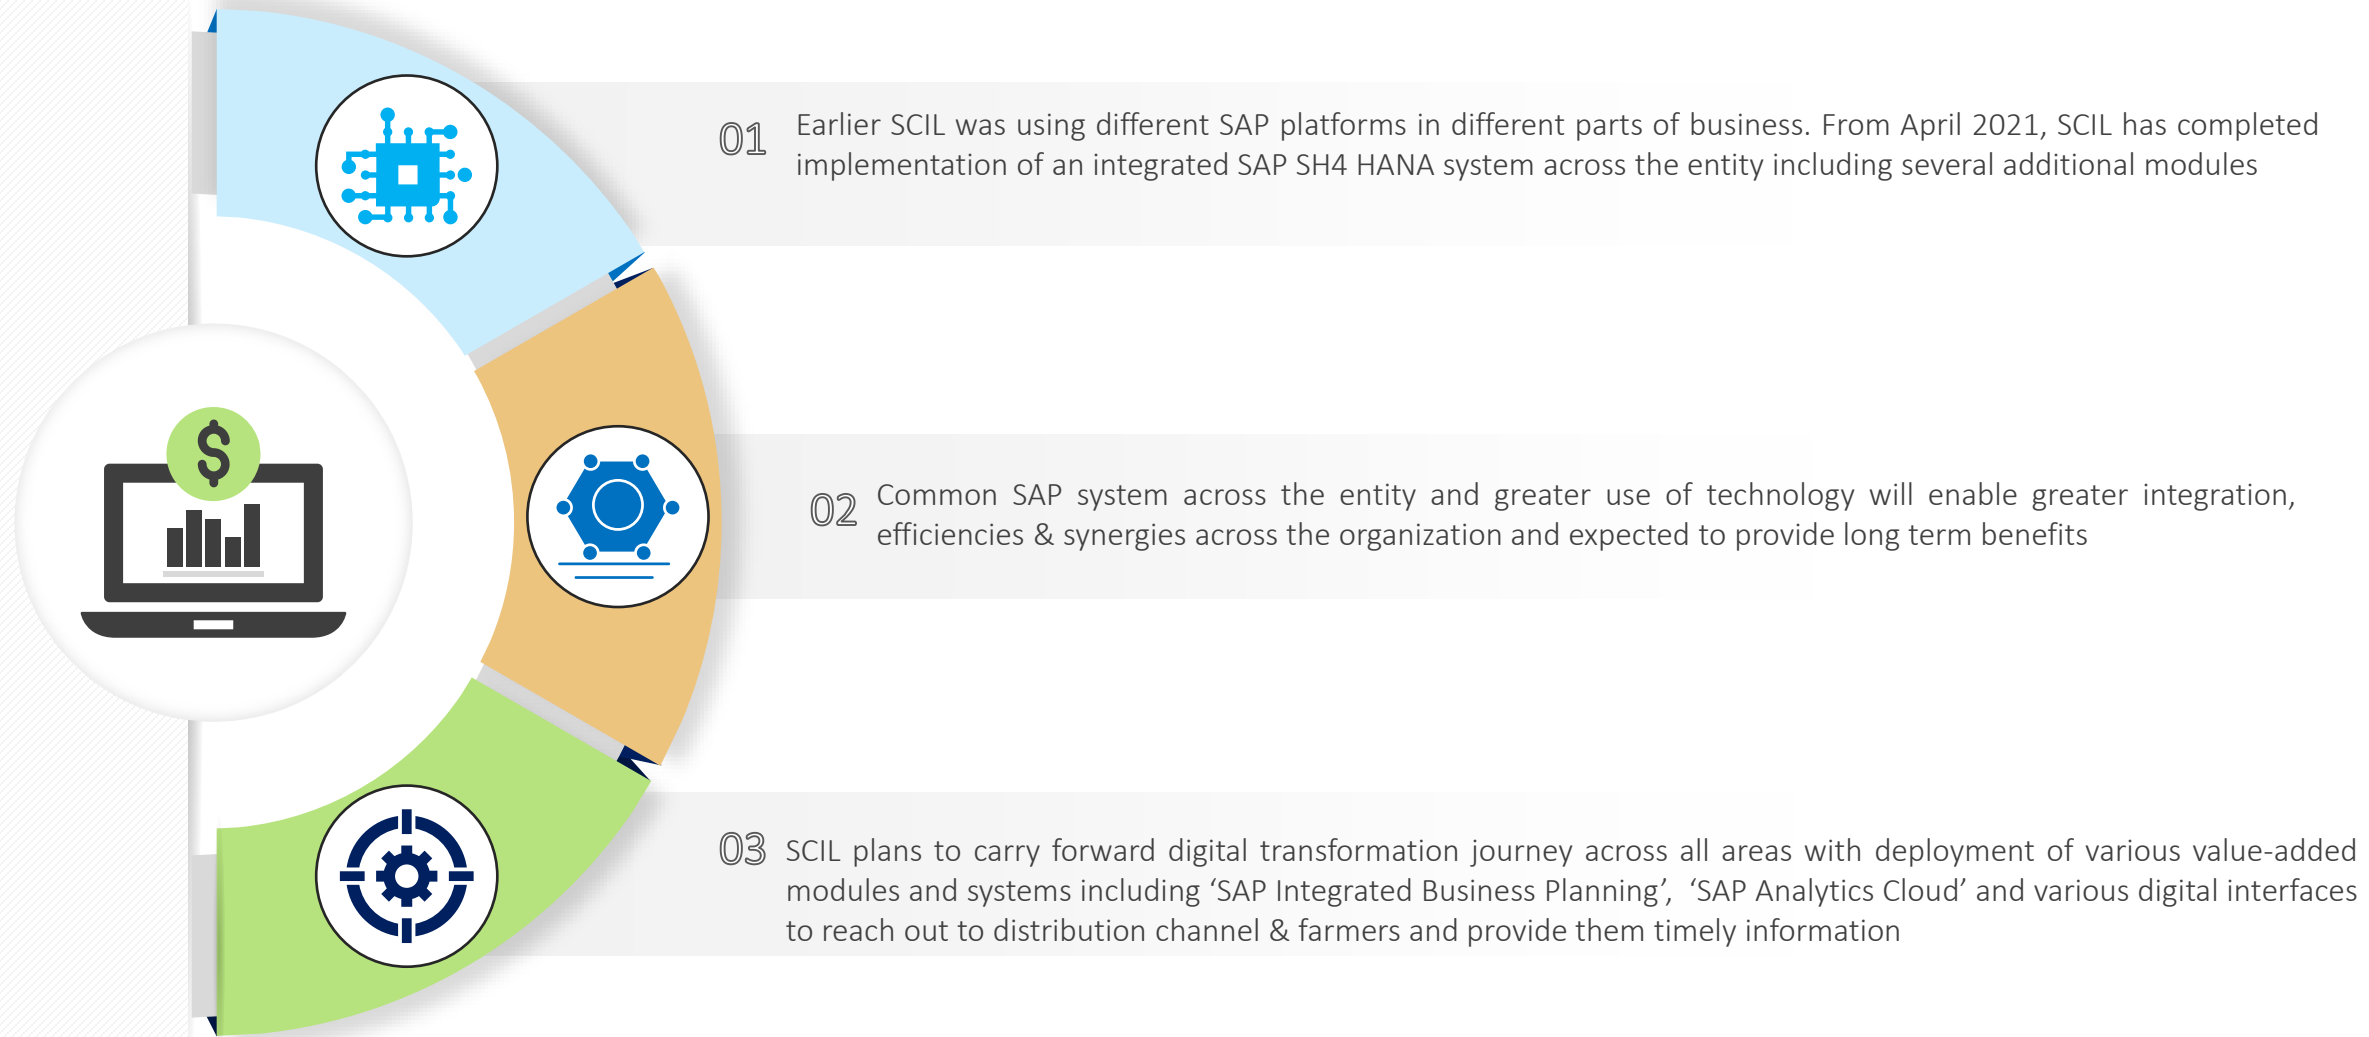 01
Earlier SCIL was using different SAP platforms in different parts of business. From April 2021, SCIL has completed
implementation of an integrated SAP SH4 HANA system across the entity including several additional modules
$
02
Common SAP system across the entity and greater use of technology will enable greater integration,
efficiencies & synergies across the organization and expected to provide long term benefits
03
SCIL plans to carry forward digital transformation journey across all areas with deployment of various value-added
modules and systems including ‘SAP Integrated Business Planning’, ‘SAP Analytics Cloud’ and various digital interfaces
to reach out to distribution channel & farmers and provide them timely information